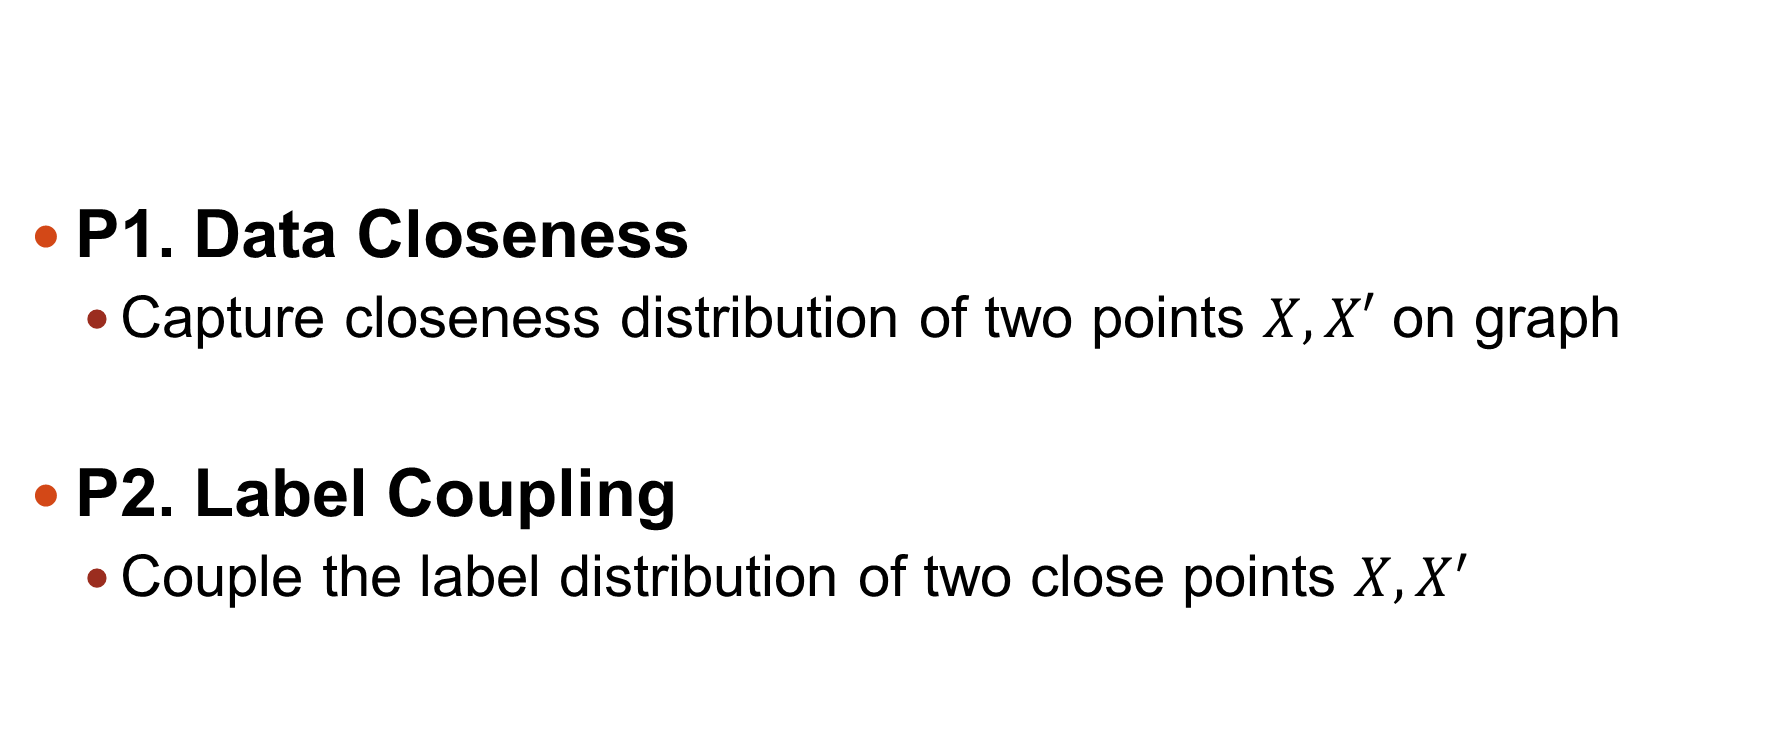 • P1. Data Closeness
• Capture closeness distribution of two points X, X′ on graph
• P2. Label Coupling
• Couple the label distribution of two close points X, X′